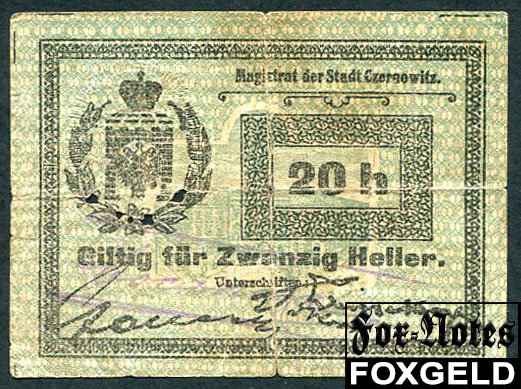 Magistrat der Stadt Czernowitz.
20 h
Giltig für Zwanzig Heller.
Unterschriften:
Fox-Notes
FOXGELD